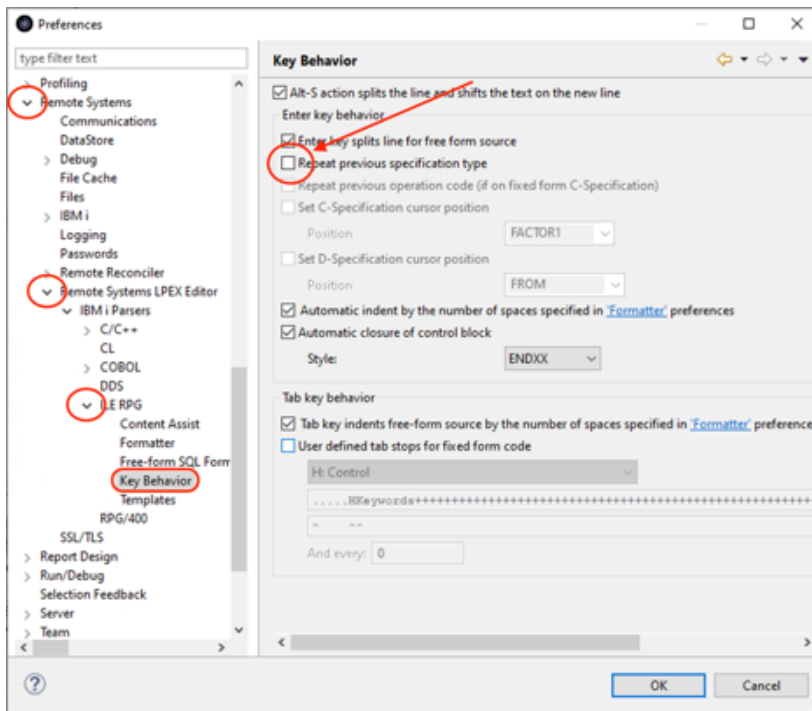 Preferences
type filter text
Profiling
Remote Systems
Communications
DataStore
Debug
File Cache
Files
IBM i
Logging
Passwords
Remote Reconciler
Remote Systems LPEX Editor
IBM i Parsers
C/C++
CL
COBOL
DDS
ILE RPG
Content Assist
Formatter
Free-form SQL Form
Key Behavior
Templates
RPG/400
SSL/TLS
Report Design
Run/Debug
Selection Feedback
Server
Team
Key Behavior
Alt-S action splits the line and shifts the text on the new line
Enter key behavior
Enter key splits line for free form source
Repeat previous specification type
Repeat previous operation code (if on fixed form C-Specification)
Set C-Specification cursor position
Position FACTOR1
Set D-Specification cursor position
Position FROM
Automatic indent by the number of spaces specified in 'Formatter' preferences
Automatic closure of control block
Style: ENDXX
Tab key behavior
Tab key indents free-form source by the number of spaces specified in 'Formatter' preference
User defined tab stops for fixed form code
H: Control
And every: 0
OK Cancel